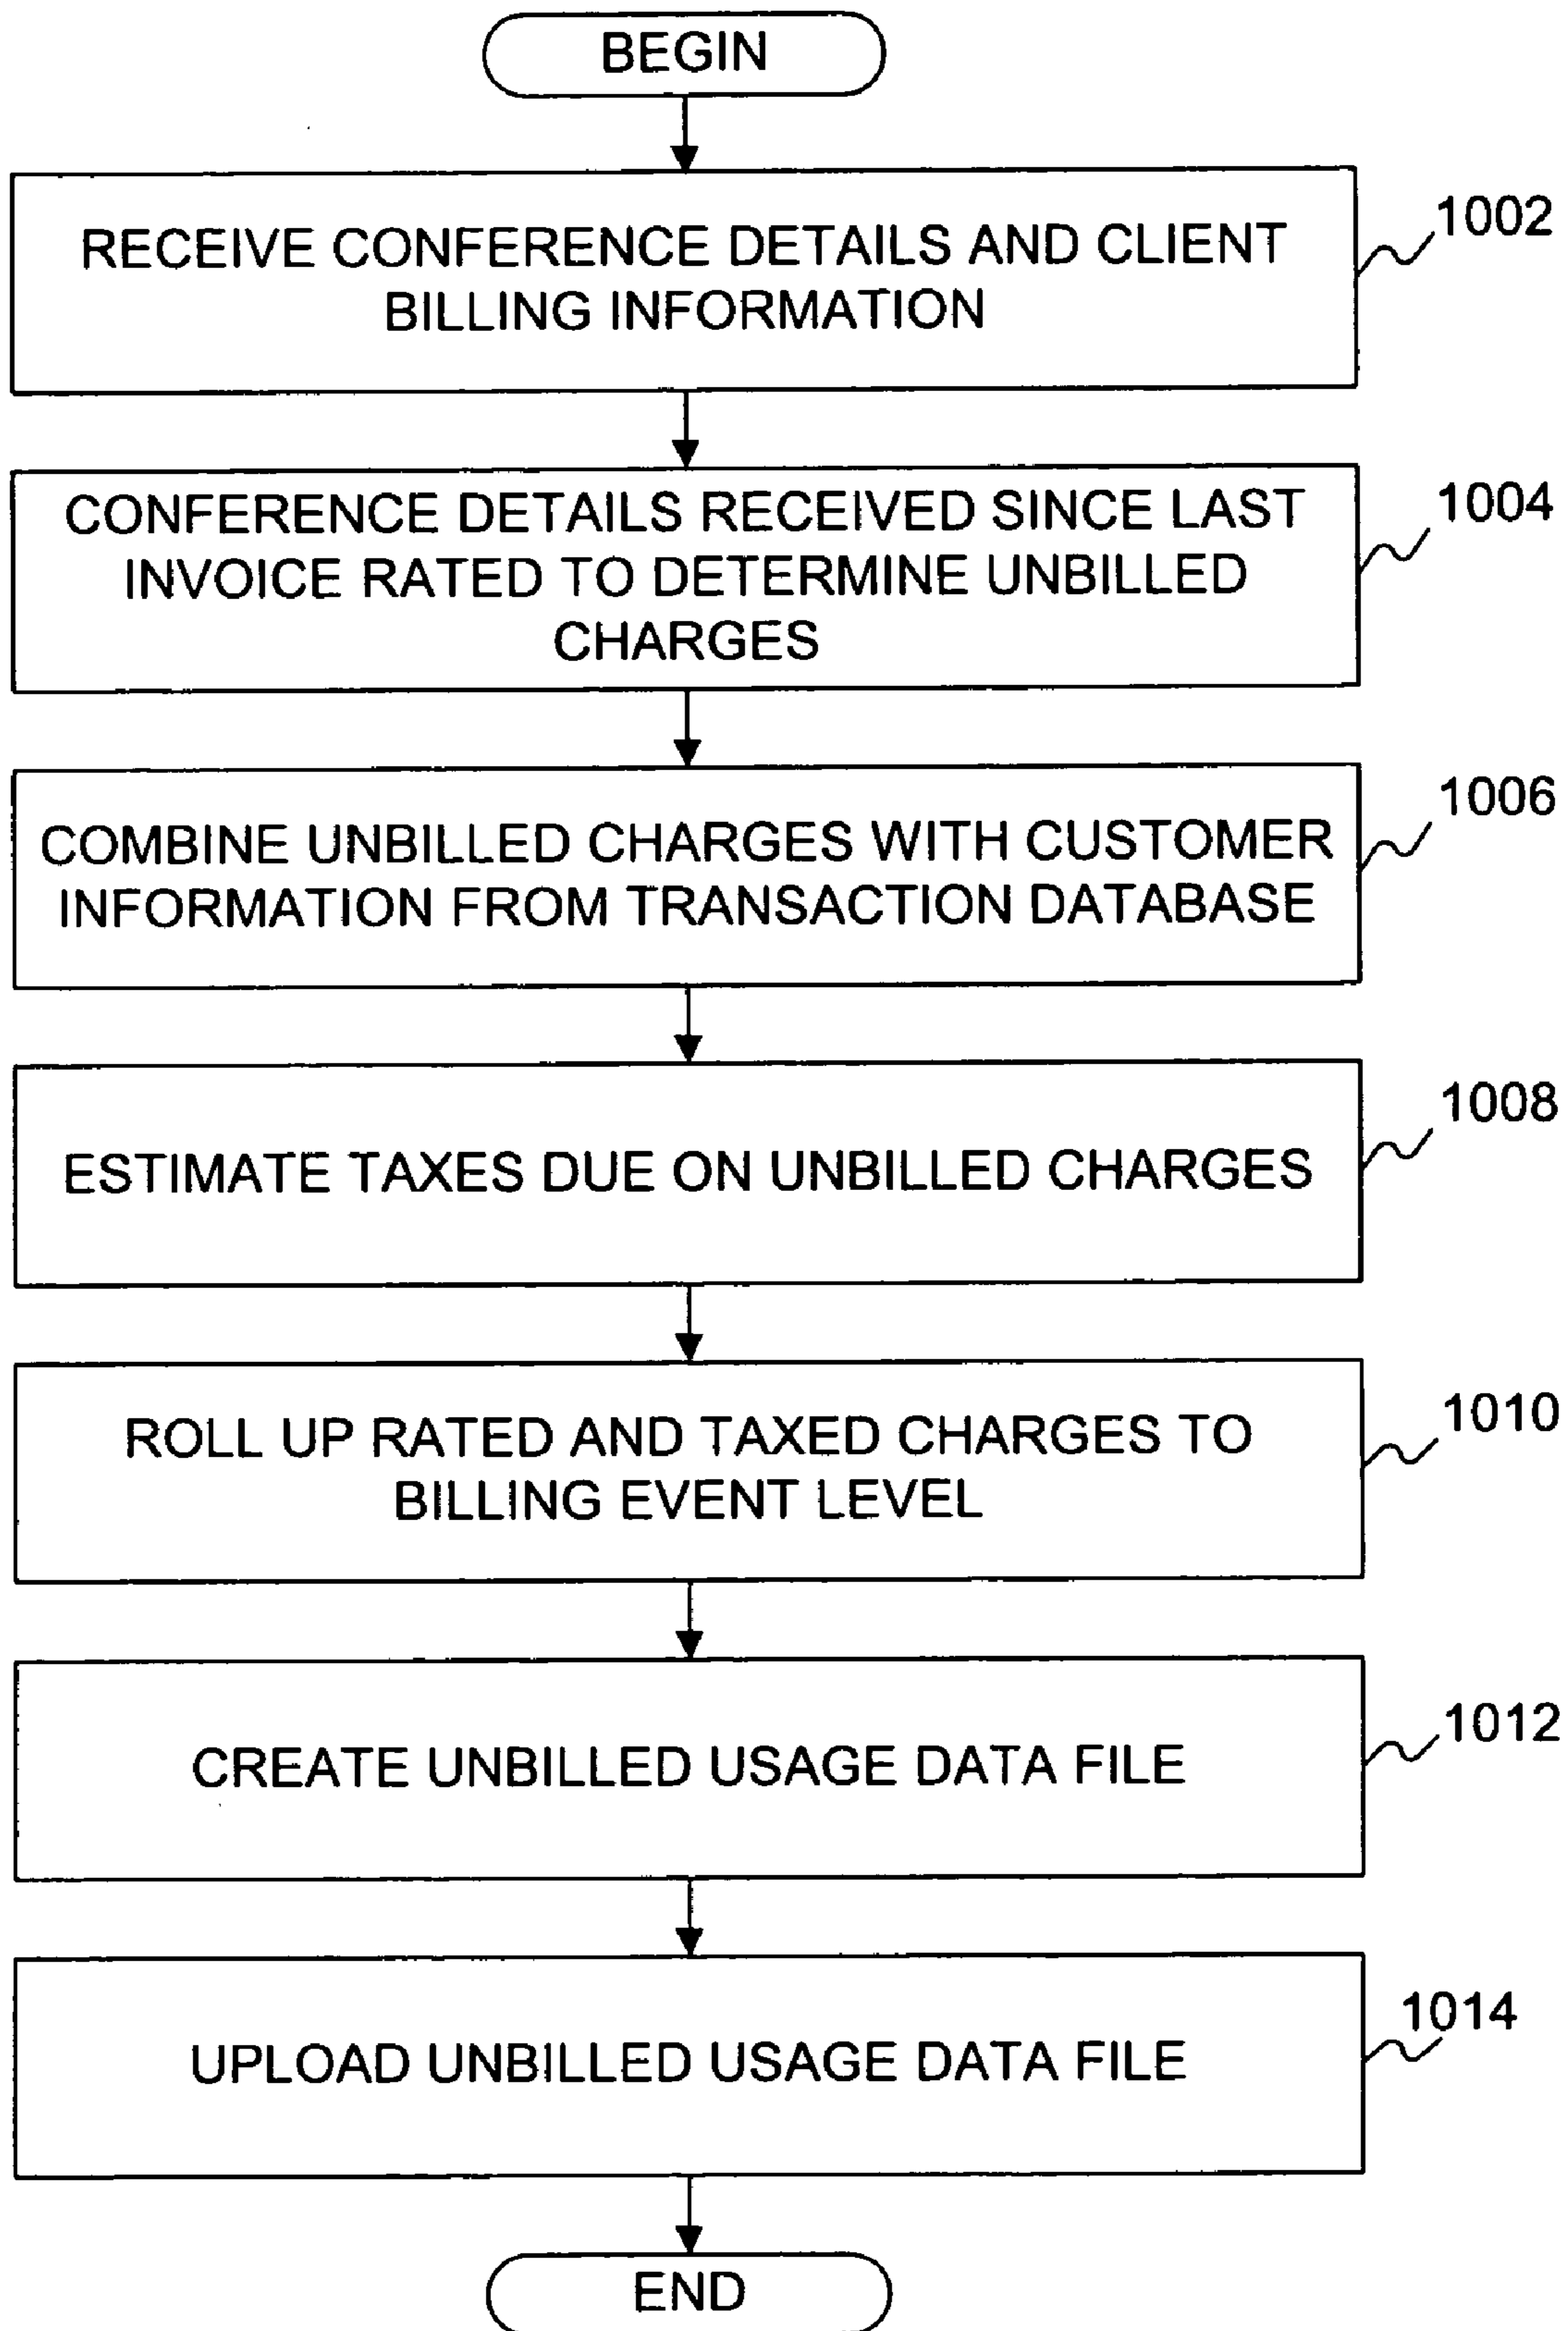 BEGIN
RECEIVE CONFERENCE DETAILS AND CLIENT
BILLING INFORMATION
1002
CONFERENCE DETAILS RECEIVED SINCE LAST
INVOICE RATED TO DETERMINE UNBILLED
CHARGES
1004
COMBINE UNBILLED CHARGES WITH CUSTOMER
INFORMATION FROM TRANSACTION DATABASE
1006
ESTIMATE TAXES DUE ON UNBILLED CHARGES
1008
ROLL UP RATED AND TAXED CHARGES TO
BILLING EVENT LEVEL
1010
CREATE UNBILLED USAGE DATA FILE
1012
UPLOAD UNBILLED USAGE DATA FILE
1014
END